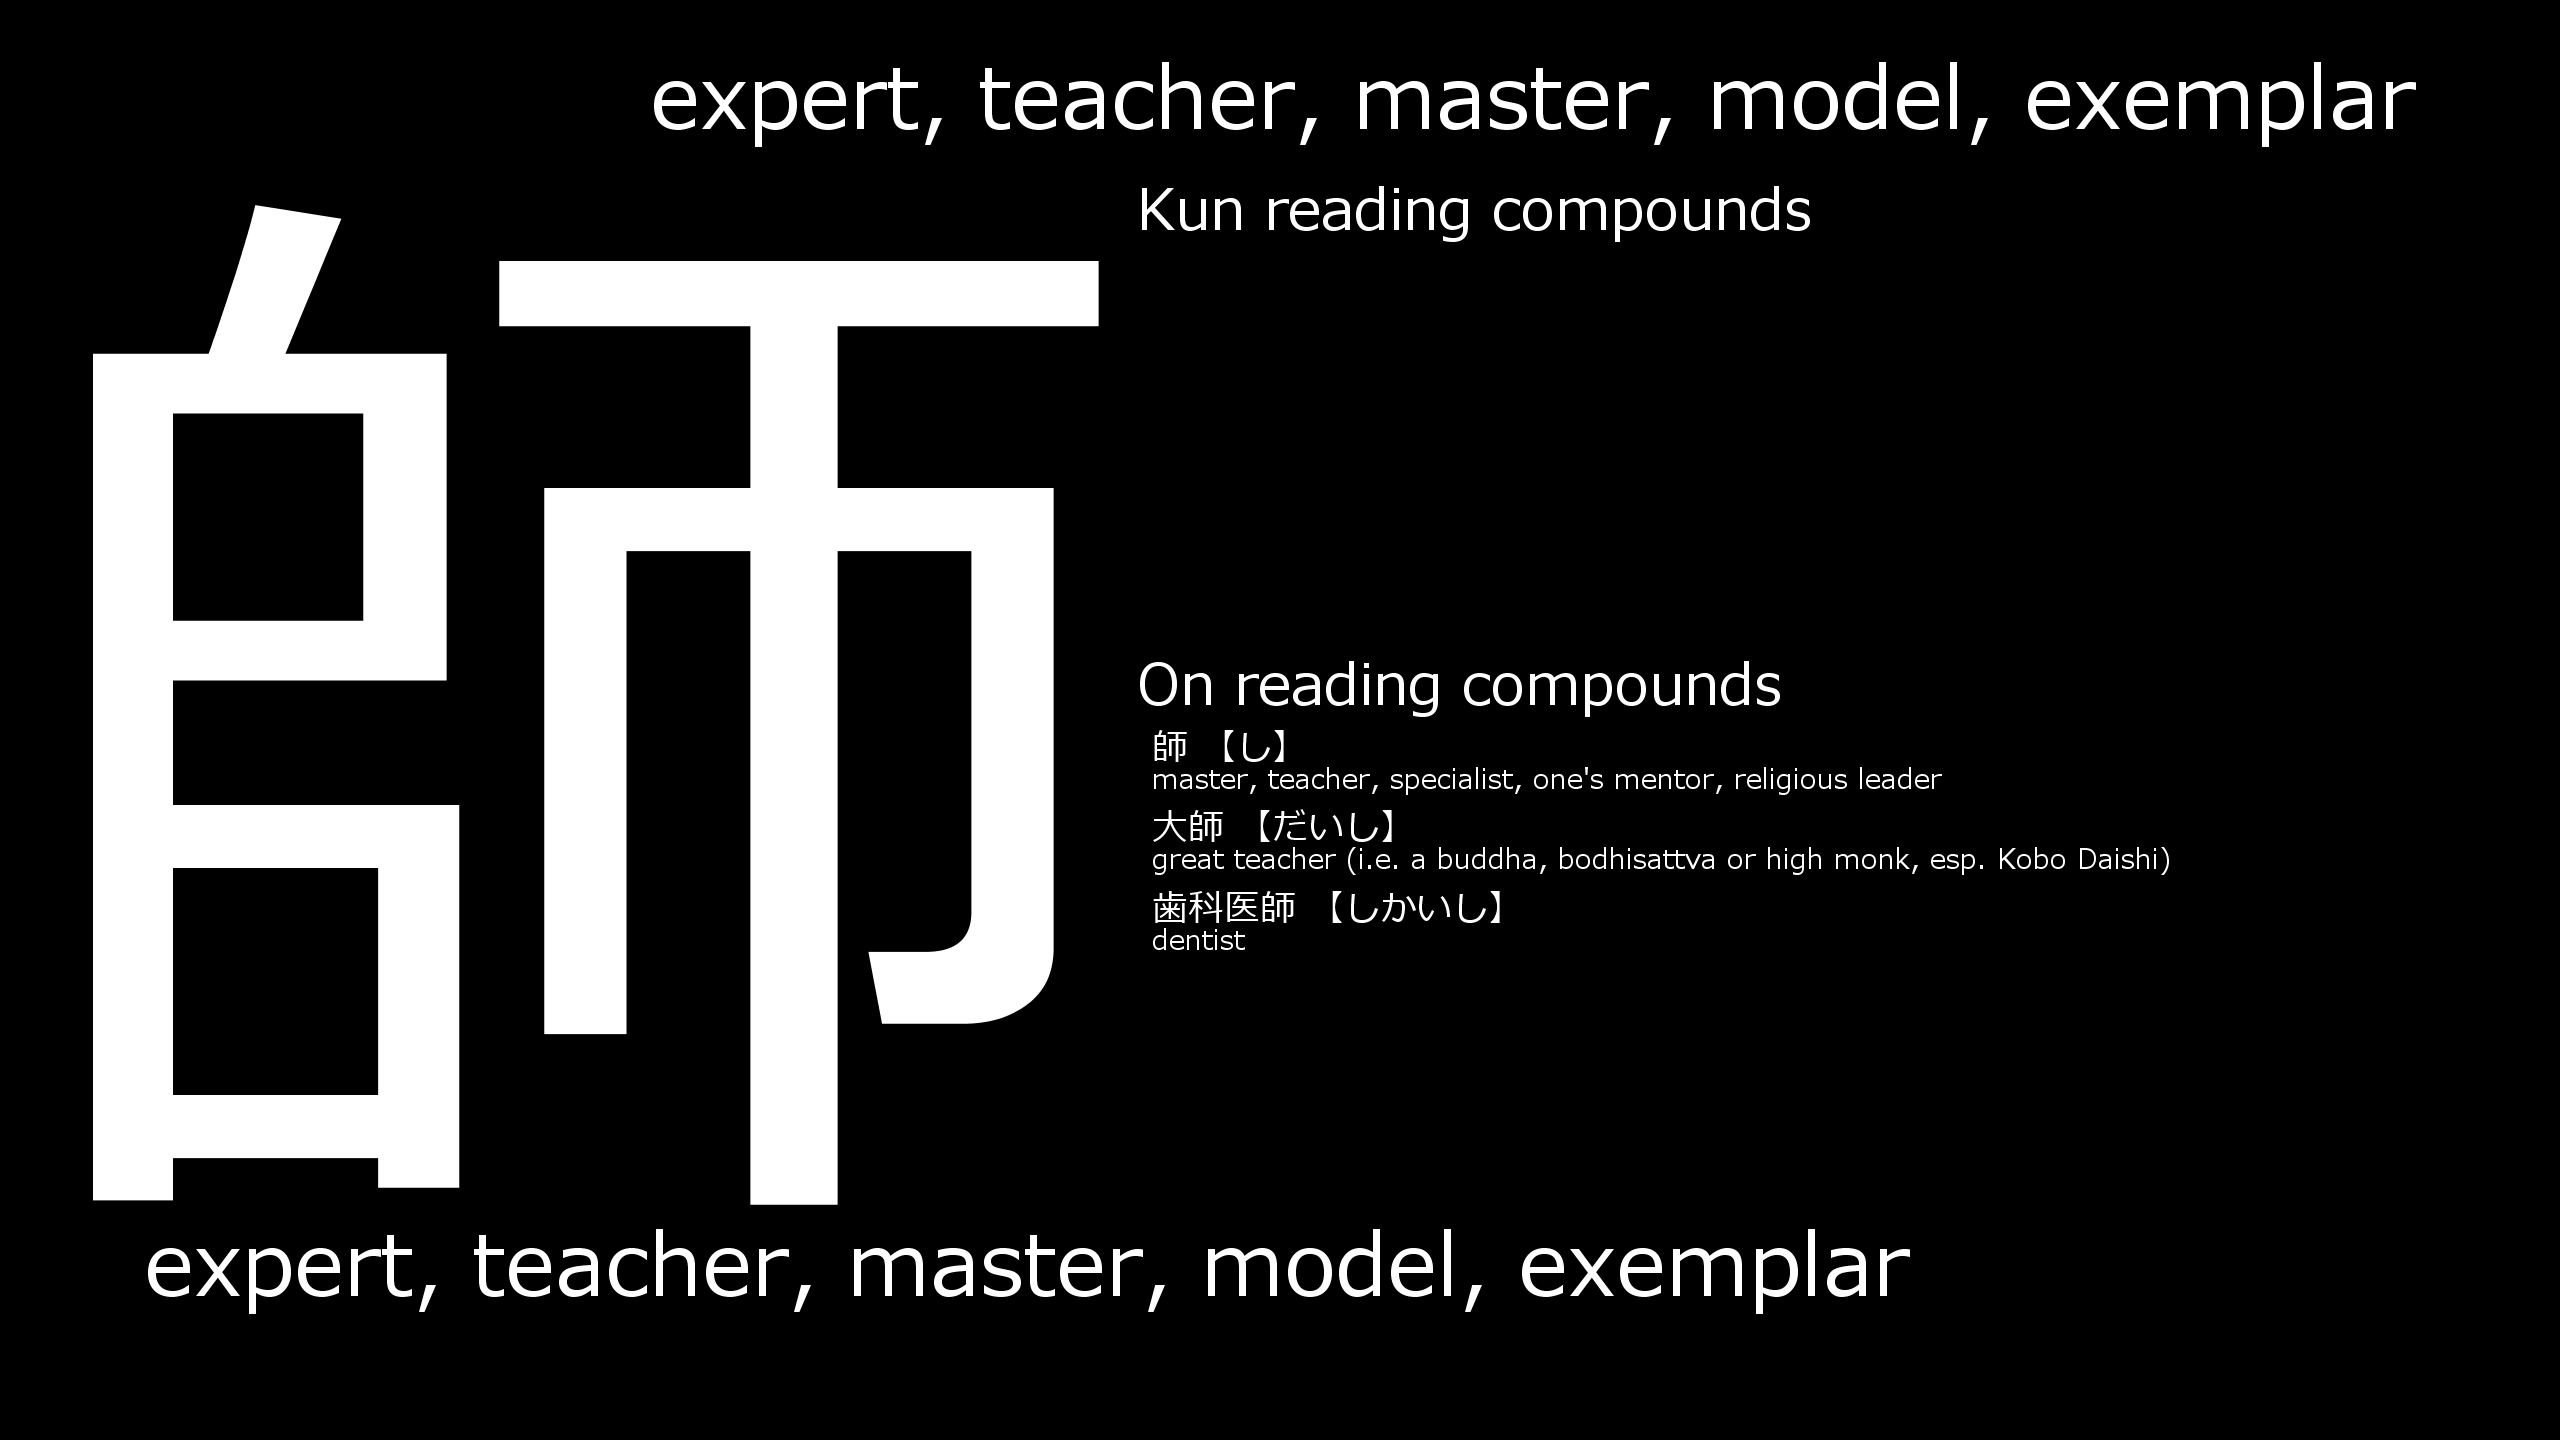 expert, teacher, master, model, exemplar
師
Kun reading compounds
On reading compounds
師 【し】
master, teacher, specialist, one's mentor, religious leader
大師 【だいし】
great teacher (i.e. a buddha, bodhisattva or high monk, esp. Kobo Daishi)
歯科医師 【しかいし】
dentist
expert, teacher, master, model, exemplar